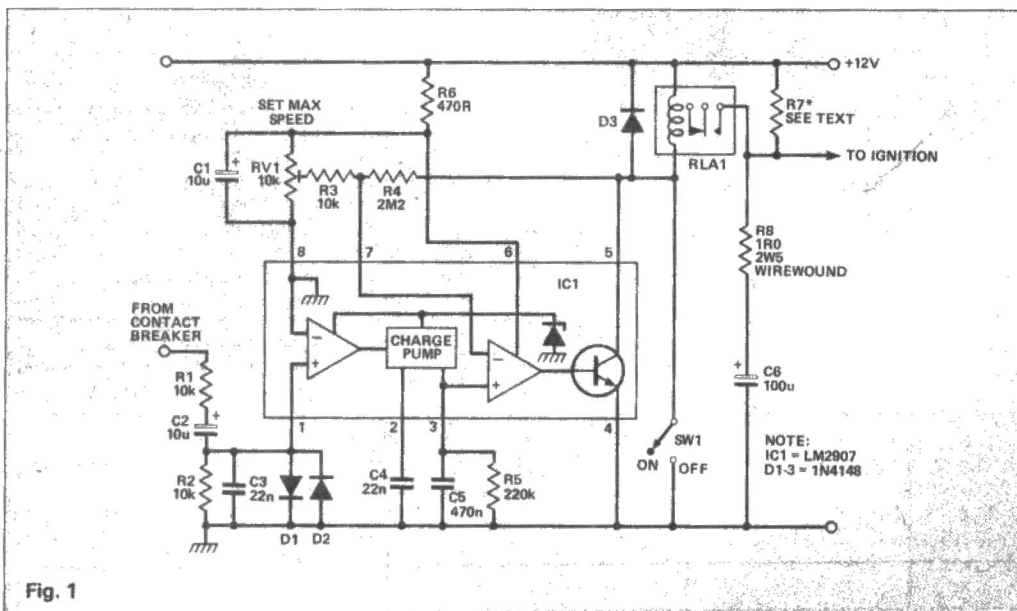 +12V
R6
470R
SET MAX
SPEED
D3
RLA1
R7*
SEE TEXT
TO IGNITION
C1
10u
+
RV1
10k
R3
10k
R4
2M2
R8
1R0
2W5
WIREWOUND
8
7
6
5
IC1
FROM
CONTACT
BREAKER
CHARGE
PUMP
-
+
-
+
R1
10k
C2
10u
+
1
2
3
4
+
C6
100u
SW1
ON
OFF
NOTE:
IC1 = LM2907
D1-3 = 1N4148
R2
10k
C3
22n
C4
22n
C5
470n
R5
220k
D1
D2
Fig. 1